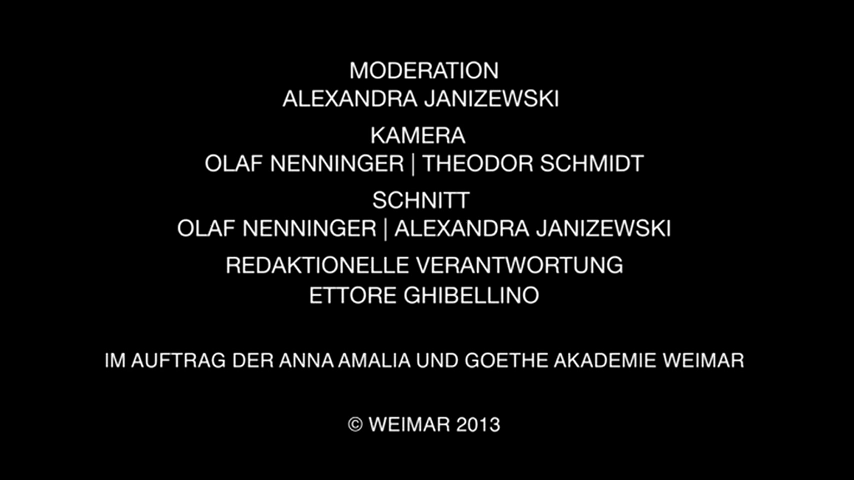 MODERATION
ALEXANDRA JANIZEWSKI
KAMERA
OLAF NENNINGER | THEODOR SCHMIDT
SCHNITT
OLAF NENNINGER | ALEXANDRA JANIZEWSKI
REDAKTIONELLE VERANTWORTUNG
ETTORE GHIBELLINO
IM AUFTRAG DER ANNA AMALIA UND GOETHE AKADEMIE WEIMAR
© WEIMAR 2013